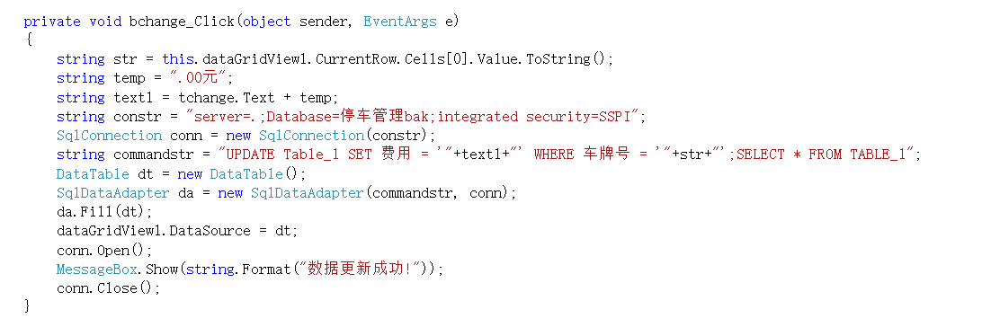 private void bchange_Click(object sender, EventArgs e)
{
string str = this.dataGridView1.CurrentRow.Cells[0].Value.ToString();
string temp = ".00元";
string text1 = tchange.Text + temp;
string constr = "server=.;Database=停车管理bak;integrated security=SSPI";
SqlConnection conn = new SqlConnection(constr);
string commandstr = "UPDATE Table_1 SET 费用 = '"+text1+"' WHERE 车牌号 = '"+str+"';SELECT * FROM TABLE_1";
DataTable dt = new DataTable();
SqlDataAdapter da = new SqlDataAdapter(commandstr, conn);
da.Fill(dt);
dataGridView1.DataSource = dt;
conn.Open();
MessageBox.Show(string.Format("数据更新成功!"));
conn.Close();
}